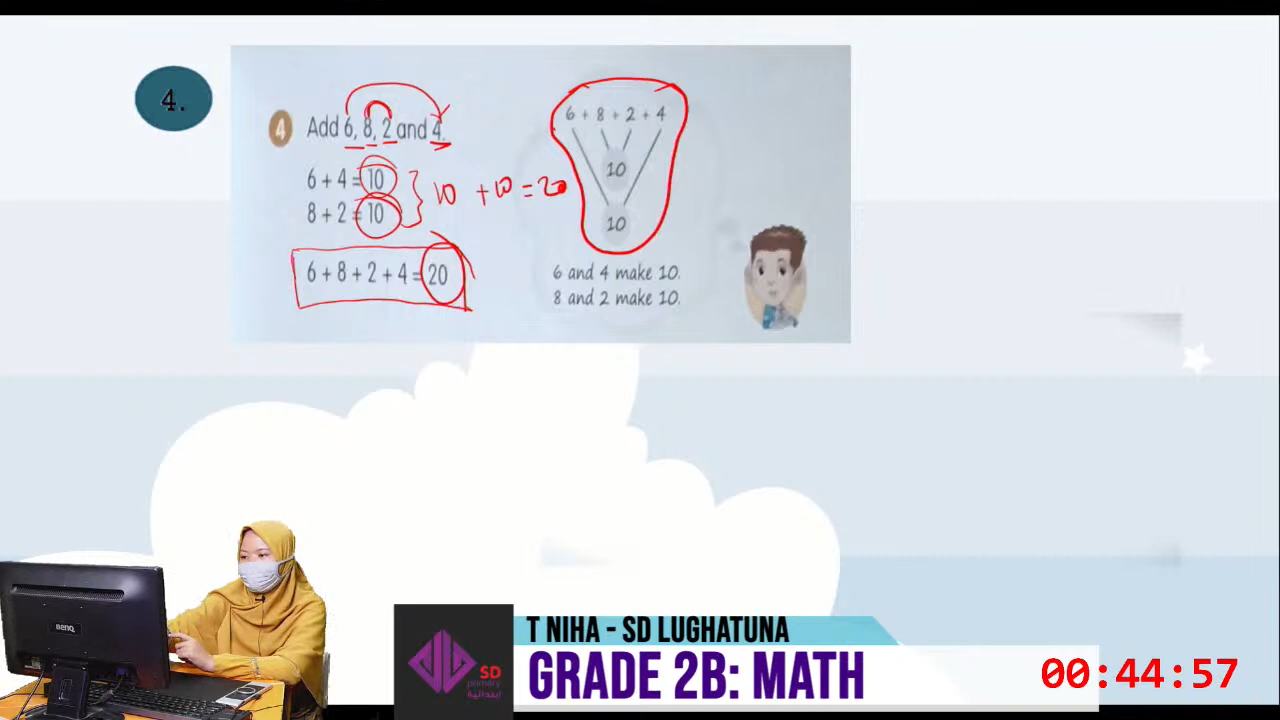 4.
4 Add 6, 8, 2 and 4.
6 + 4 = 10
8 + 2 = 10
10 + 10 = 20
6 + 8 + 2 + 4 = 20
6 + 8 + 2 + 4
10
10
6 and 4 make 10.
8 and 2 make 10.
BenQ
SD
primary
ابتدائية
T NIHA - SD LUGHATUNA
GRADE 2B: MATH
00:44:57